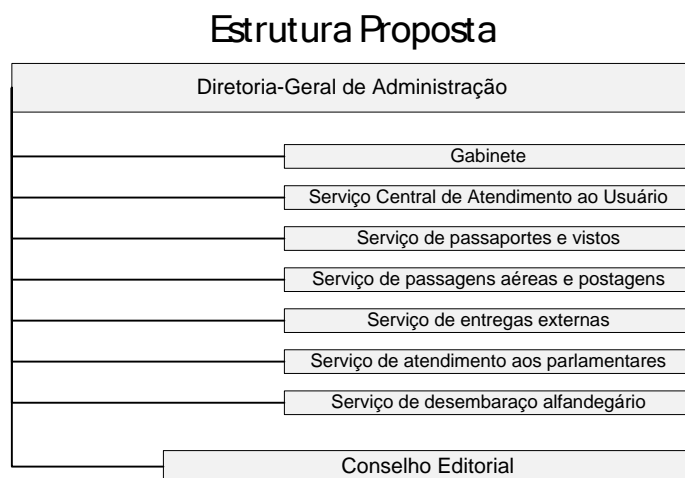 Estrutura Proposta
Diretoria-Geral de Administração
Gabinete
Serviço Central de Atendimento ao Usuário
Serviço de passaportes e vistos
Serviço de passagens aéreas e postagens
Serviço de entregas externas
Serviço de atendimento aos parlamentares
Serviço de desembaraço alfandegário
Conselho Editorial